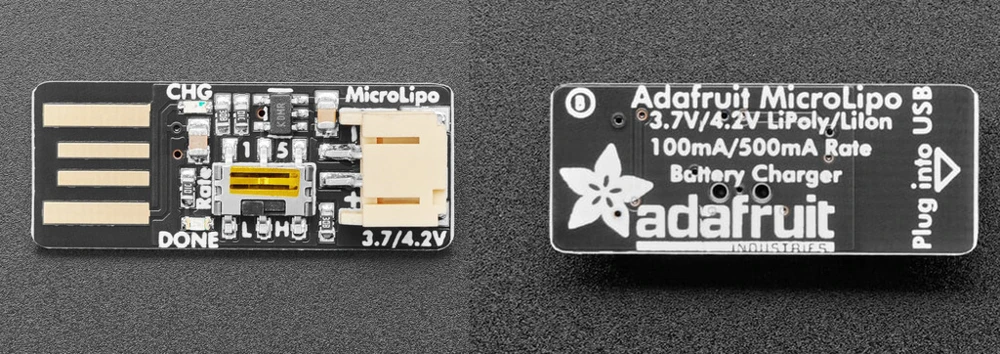 CHG
MicroLipo
1 5
Rate
L H
DONE
3.7/4.2V
B
Adafruit MicroLipo
3.7V/4.2V LiPoly/LiIon
100mA/500mA Rate
Battery Charger
adafruit
INDUSTRIES
Plug into USB